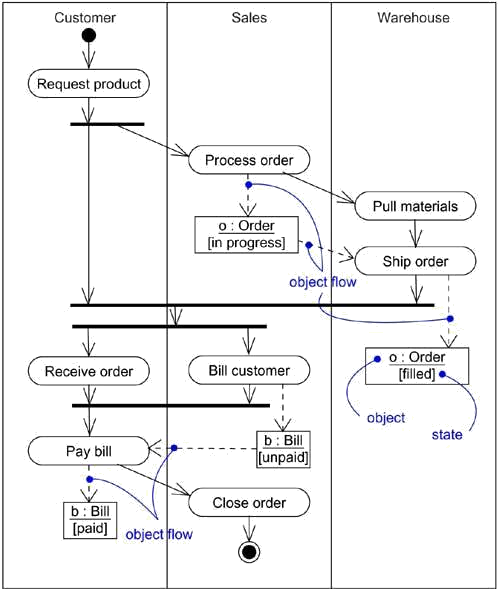 Customer
Sales
Warehouse
Request product
Process order
Pull materials
o : Order
[in progress]
Ship order
object flow
Receive order
Bill customer
o : Order
[filled]
object
state
Pay bill
b : Bill
[unpaid]
Close order
b : Bill
[paid]
object flow